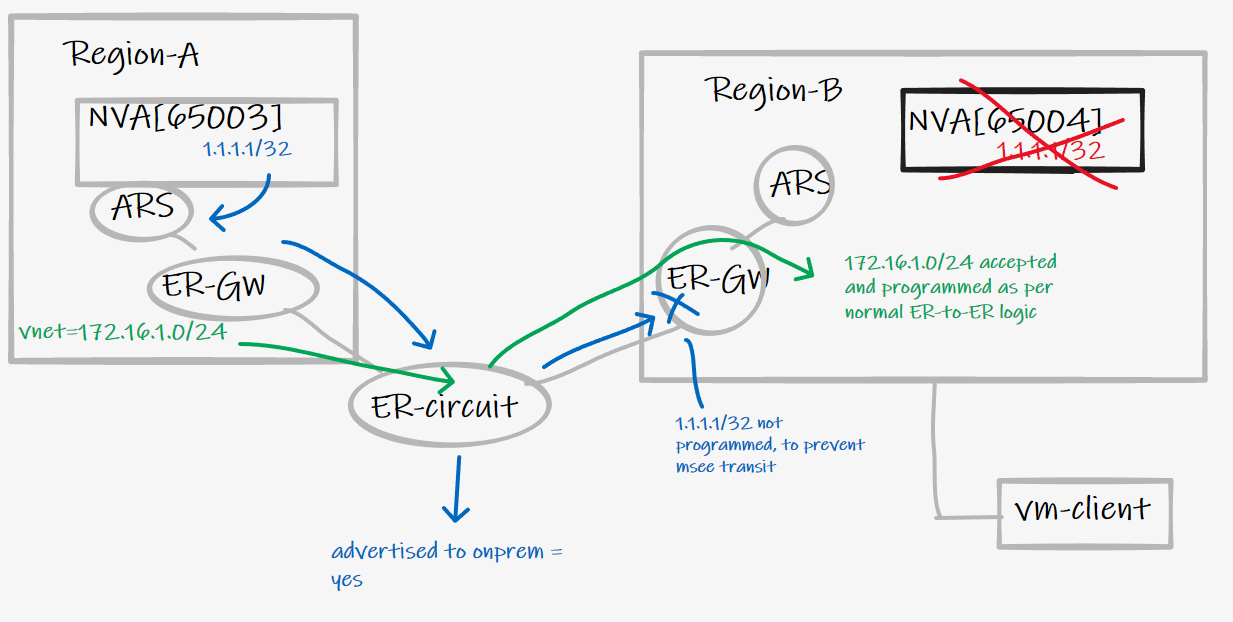 Region-A
NVA[65003]
1.1.1.1/32
ARS
ER-GW
vnet=172.16.1.0/24
ER-circuit
advertised to onprem =
yes
Region-B
NVA[65004]
1.1.1.1/32
ARS
ER-GW
172.16.1.0/24 accepted
and programmed as per
normal ER-to-ER logic
1.1.1.1/32 not
programmed, to prevent
msee transit
vm-client